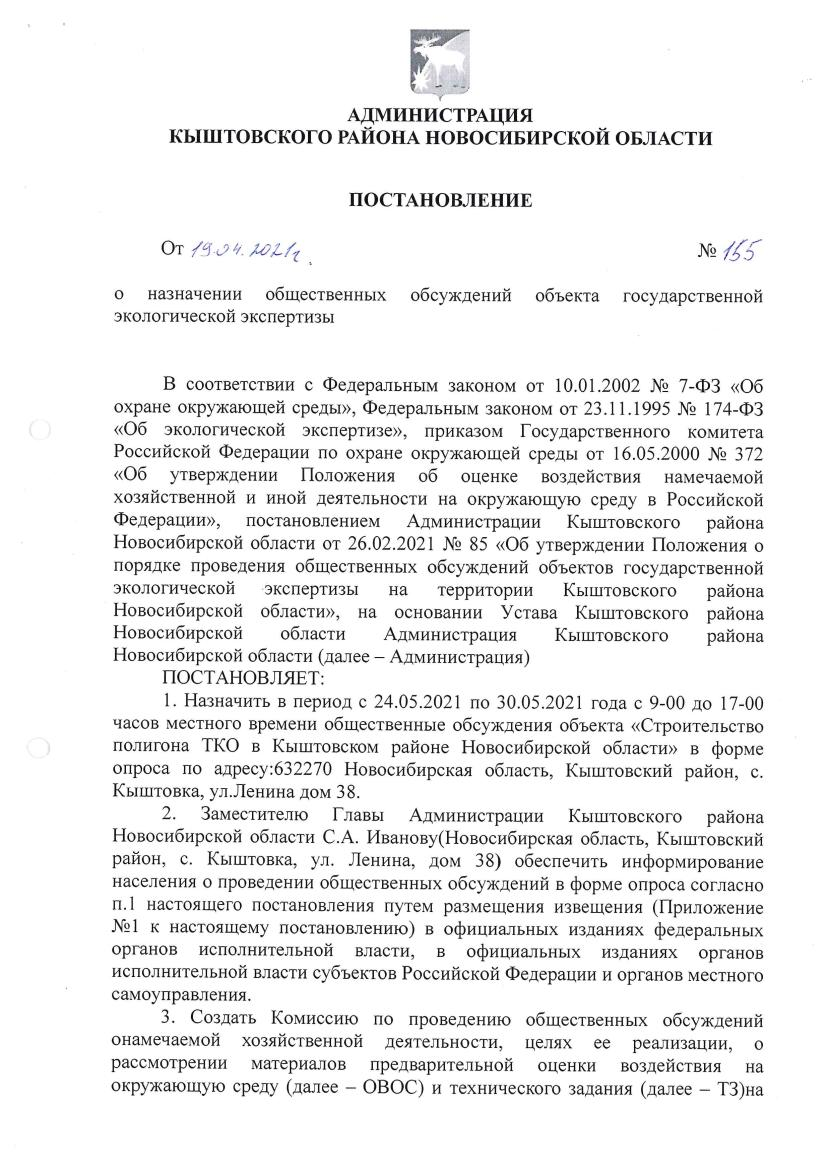 АДМИНИСТРАЦИЯ
КЫШТОВСКОГО РАЙОНА НОВОСИБИРСКОЙ ОБЛАСТИ
ПОСТАНОВЛЕНИЕ
От 19.04.2021г. № 155
о назначении общественных обсуждений объекта государственной
экологической экспертизы
В соответствии с Федеральным законом от 10.01.2002 № 7-ФЗ «Об
охране окружающей среды», Федеральным законом от 23.11.1995 № 174-ФЗ
«Об экологической экспертизе», приказом Государственного комитета
Российской Федерации по охране окружающей среды от 16.05.2000 № 372
«Об утверждении Положения об оценке воздействия намечаемой
хозяйственной и иной деятельности на окружающую среду в Российской
Федерации», постановлением Администрации Кыштовского района
Новосибирской области от 26.02.2021 № 85 «Об утверждении Положения о
порядке проведения общественных обсуждений объектов государственной
экологической экспертизы на территории Кыштовского района
Новосибирской области», на основании Устава Кыштовского района
Новосибирской области Администрация Кыштовского района
Новосибирской области (далее – Администрация)
ПОСТАНОВЛЯЕТ:
1. Назначить в период с 24.05.2021 по 30.05.2021 года с 9-00 до 17-00
часов местного времени общественные обсуждения объекта «Строительство
полигона ТКО в Кыштовском районе Новосибирской области» в форме
опроса по адресу:632270 Новосибирская область, Кыштовский район, с.
Кыштовка, ул.Ленина дом 38.
2. Заместителю Главы Администрации Кыштовского района
Новосибирской области С.А. Иванову(Новосибирская область, Кыштовский
район, с. Кыштовка, ул. Ленина, дом 38) обеспечить информирование
населения о проведении общественных обсуждений в форме опроса согласно
п.1 настоящего постановления путем размещения извещения (Приложение
№1 к настоящему постановлению) в официальных изданиях федеральных
органов исполнительной власти, в официальных изданиях органов
исполнительной власти субъектов Российской Федерации и органов местного
самоуправления.
3. Создать Комиссию по проведению общественных обсуждений
онамечаемой хозяйственной деятельности, целях ее реализации, о
рассмотрении материалов предварительной оценки воздействия на
окружающую среду (далее – ОВОС) и технического задания (далее – ТЗ)на